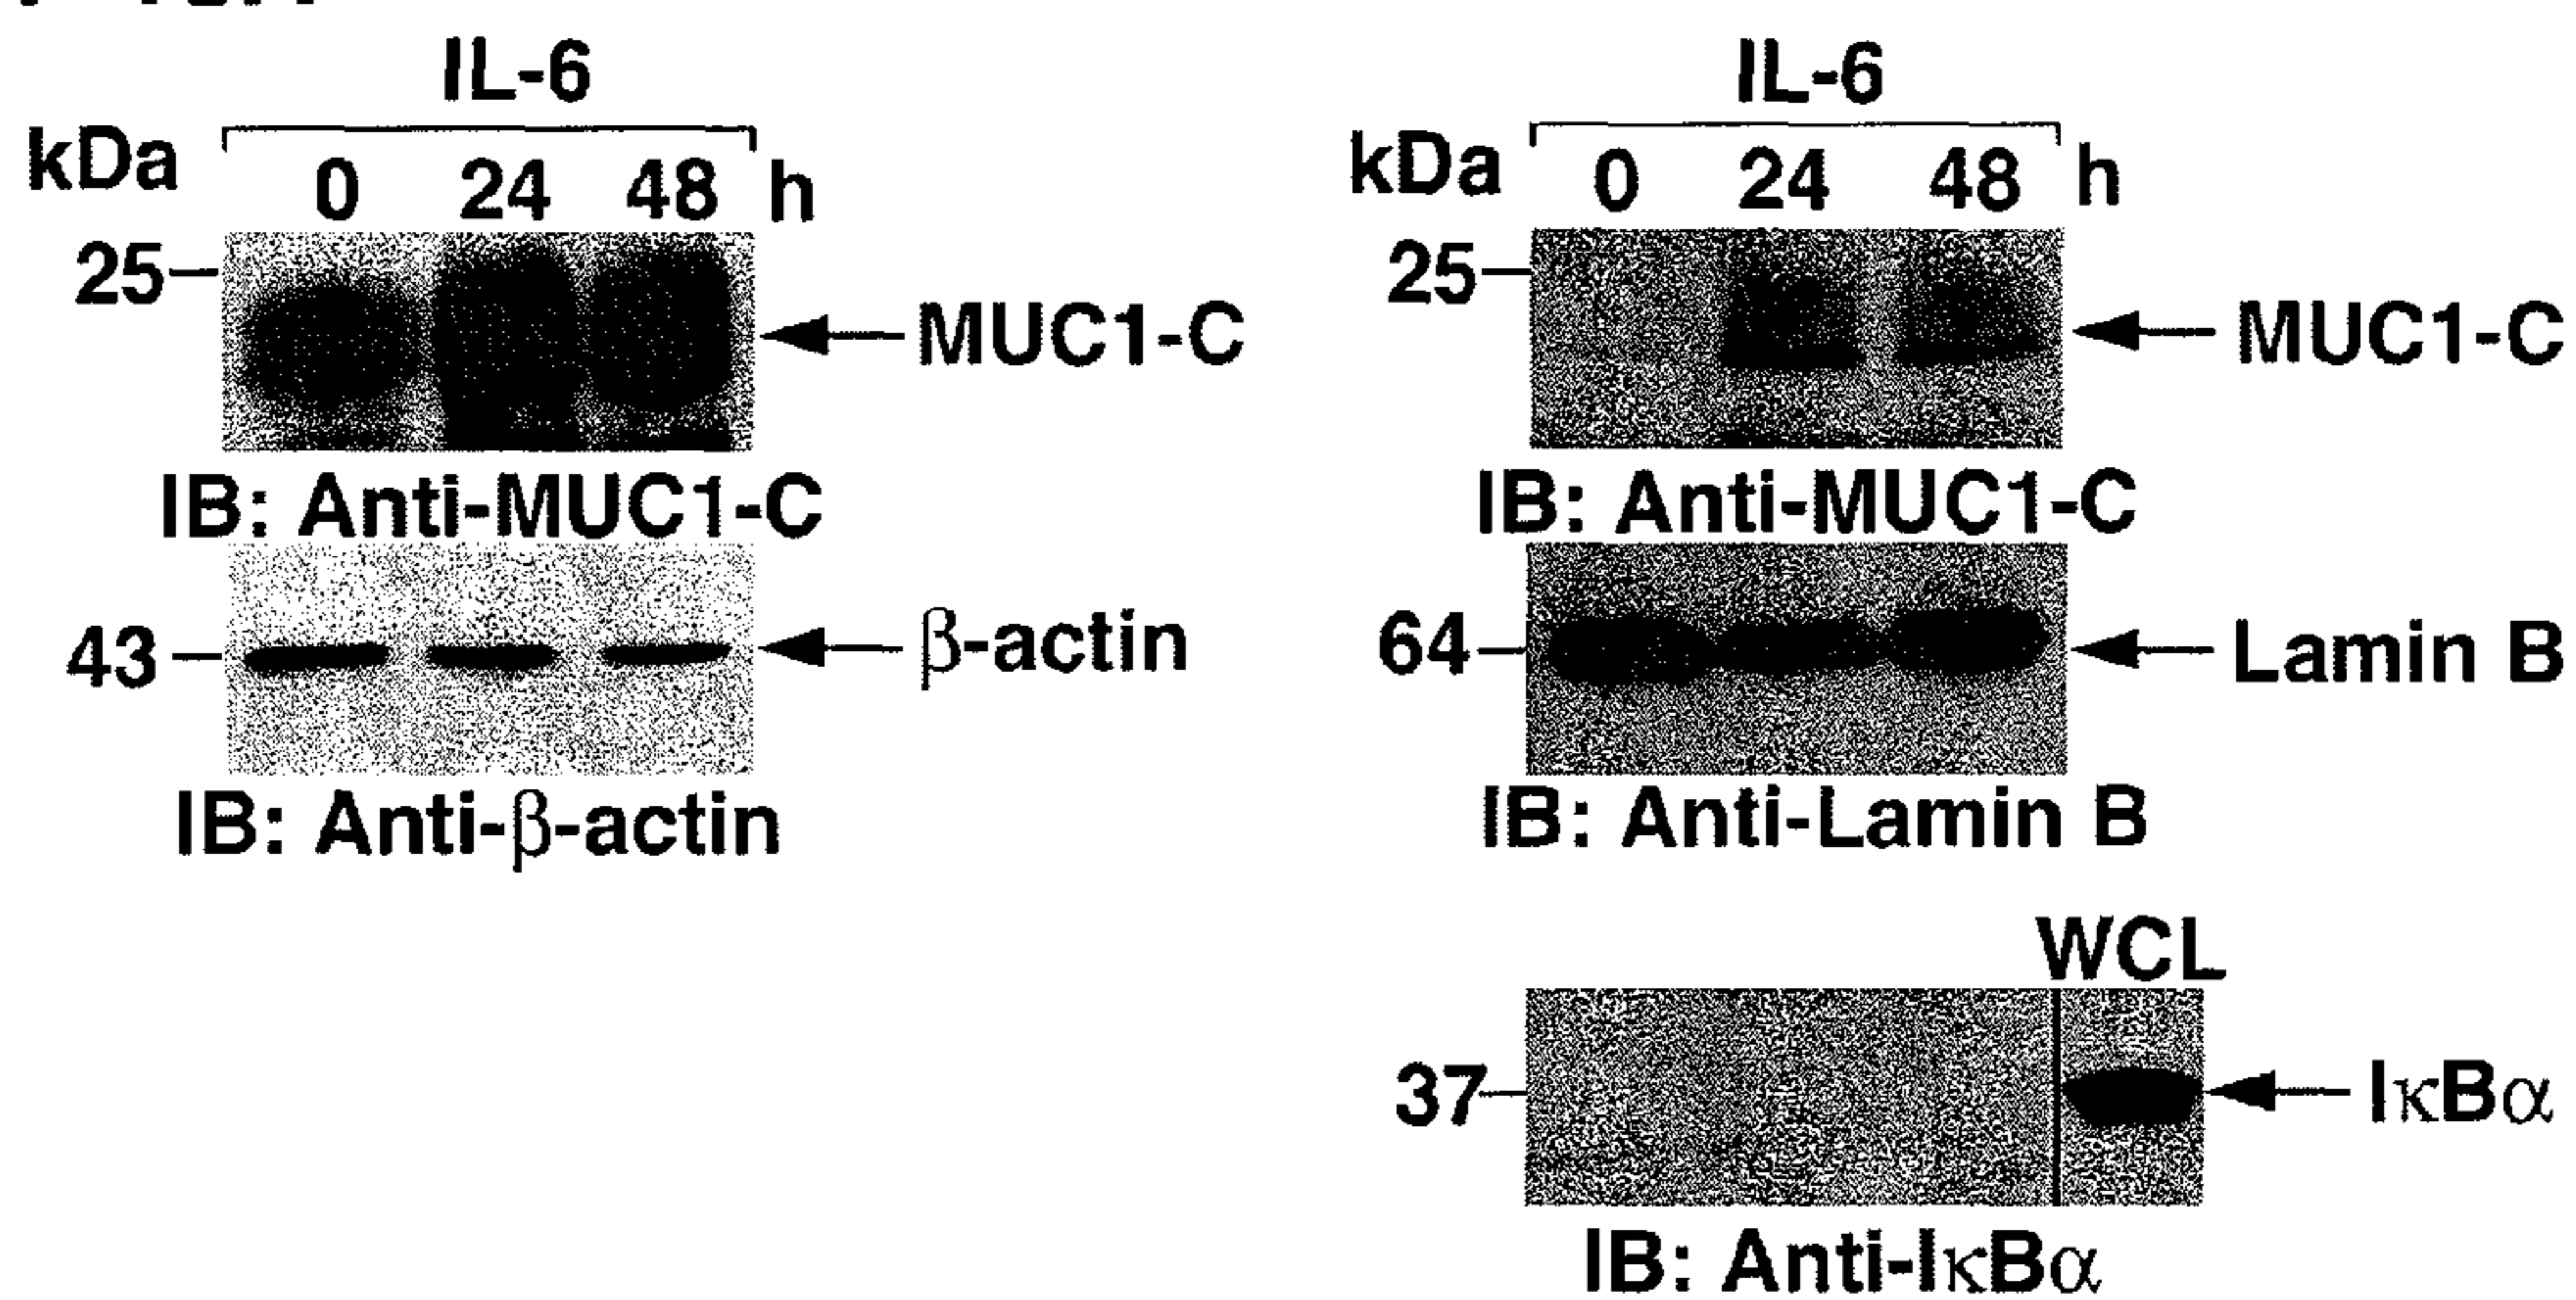 IL-6
kDa 0 24 48 h
25
MUC1-C
IB: Anti-MUC1-C
43
β-actin
IB: Anti-β-actin
IL-6
kDa 0 24 48 h
25
MUC1-C
IB: Anti-MUC1-C
64
Lamin B
IB: Anti-Lamin B
WCL
37
IκBα
IB: Anti-IκBα